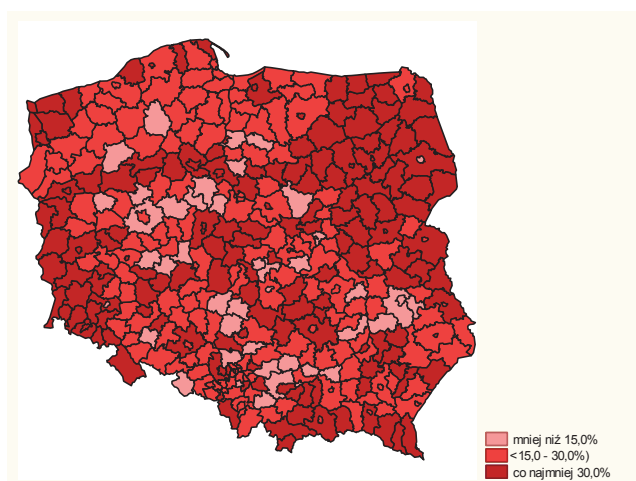 mniej niż 15,0%
<15,0 - 30,0%)
co najmniej 30,0%